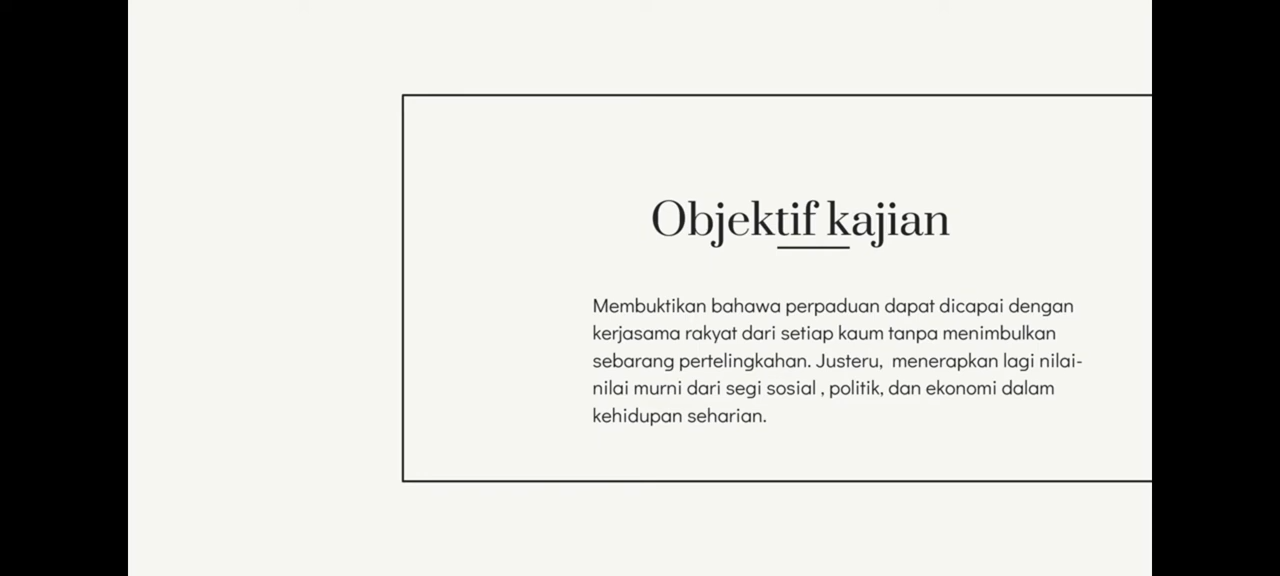 Objektif kajian
Membuktikan bahawa perpaduan dapat dicapai dengan
kerjasama rakyat dari setiap kaum tanpa menimbulkan
sebarang pertelingkahan. Justeru,  menerapkan lagi nilai-
nilai murni dari segi sosial , politik, dan ekonomi dalam
kehidupan seharian.